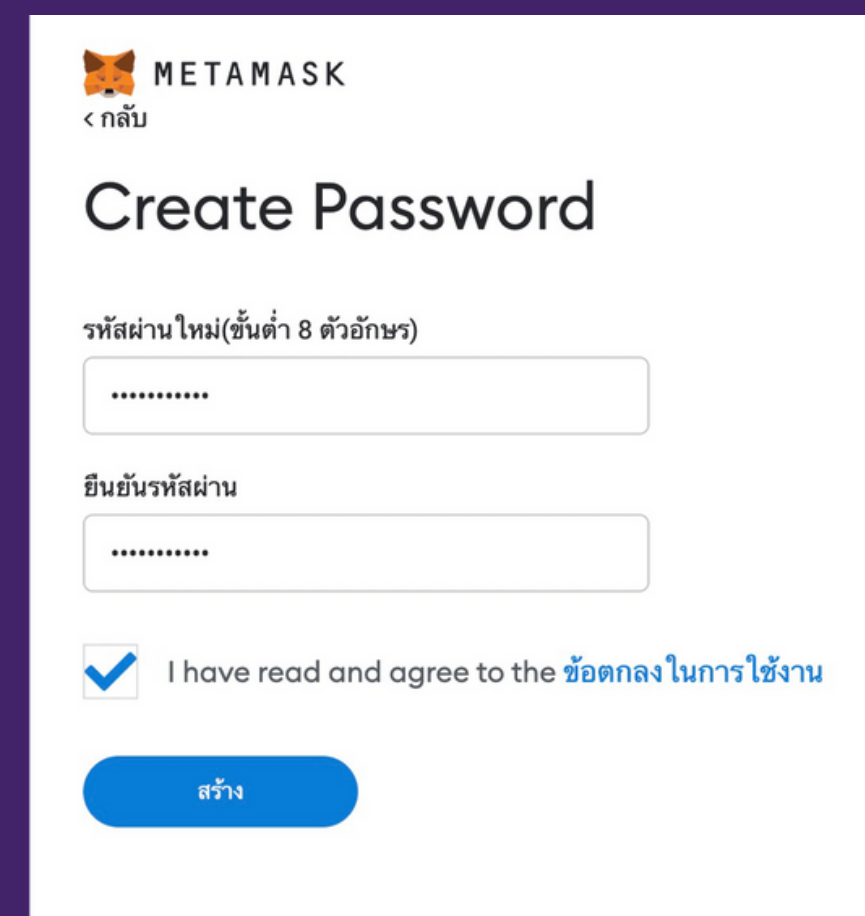 METAMASK
< กลับ
Create Password
รหัสผ่านใหม่(ขั้นต่ำ 8 ตัวอักษร)
•••••••••••
ยืนยันรหัสผ่าน
•••••••••••
I have read and agree to the ข้อตกลงในการใช้งาน
สร้าง